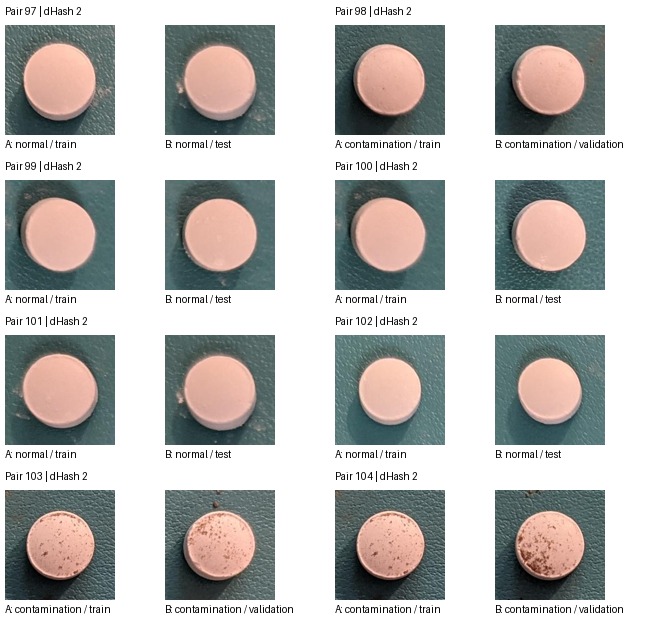 Pair 97 | dHash 2
Pair 98 | dHash 2
A: normal / train
B: normal / test
A: contamination / train
B: contamination / validation
Pair 99 | dHash 2
Pair 100 | dHash 2
A: normal / train
B: normal / test
A: normal / train
B: normal / test
Pair 101 | dHash 2
Pair 102 | dHash 2
A: normal / train
B: normal / test
A: normal / train
B: normal / test
Pair 103 | dHash 2
Pair 104 | dHash 2
A: contamination / train
B: contamination / validation
A: contamination / train
B: contamination / validation